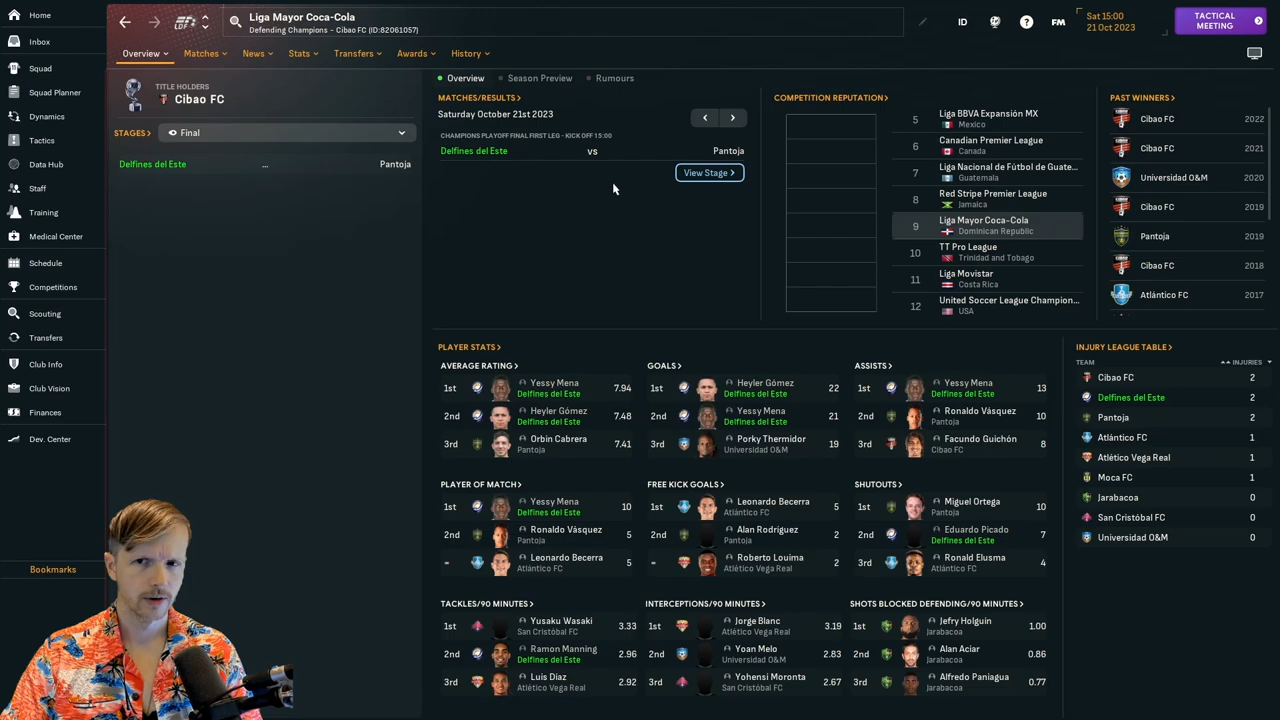 Home
Inbox
Squad
Squad Planner
Dynamics
Tactics
Data Hub
Staff
Training
Medical Center
Schedule
Competitions
Scouting
Transfers
Club Info
Club Vision
Finances
Dev. Center
Bookmarks
Liga Mayor Coca-Cola
Defending Champions - Cibao FC (ID:82061057)
ID
?
FM
Sat 15:00
21 Oct 2023
TACTICAL
MEETING
Overview
Matches
News
Stats
Transfers
Awards
History
TITLE HOLDERS
Cibao FC
STAGES >
Final
Delfines del Este ... Pantoja
Overview
Season Preview
Rumours
MATCHES/RESULTS >
Saturday October 21st 2023
CHAMPIONS PLAYOFF FINAL FIRST LEG - KICK OFF 15:00
Delfines del Este vs Pantoja
View Stage >
COMPETITION REPUTATION >
5 Liga BBVA Expansión MX
Mexico
6 Canadian Premier League
Canada
7 Liga Nacional de Fútbol de Guate...
Guatemala
8 Red Stripe Premier League
Jamaica
9 Liga Mayor Coca-Cola
Dominican Republic
10 TT Pro League
Trinidad and Tobago
11 Liga Movistar
Costa Rica
12 United Soccer League Champion...
USA
PAST WINNERS >
Cibao FC 2022
Cibao FC 2021
Universidad O&M 2020
Cibao FC 2019
Pantoja 2019
Cibao FC 2018
Atlántico FC 2017
PLAYER STATS >
AVERAGE RATING >
1st Yessy Mena 7.94
Delfines del Este
2nd Heyler Gómez 7.48
Delfines del Este
3rd Orbin Cabrera 7.41
Pantoja
GOALS >
1st Heyler Gómez 22
Delfines del Este
2nd Yessy Mena 21
Delfines del Este
3rd Porky Thermidor 19
Universidad O&M
ASSISTS >
1st Yessy Mena 13
Delfines del Este
2nd Ronaldo Vásquez 10
Pantoja
3rd Facundo Guichón 8
Cibao FC
PLAYER OF MATCH >
1st Yessy Mena 10
Delfines del Este
2nd Ronaldo Vásquez 5
Pantoja
= Leonardo Becerra 5
Atlántico FC
FREE KICK GOALS >
1st Leonardo Becerra 5
Atlántico FC
2nd Alan Rodríguez 2
Pantoja
= Roberto Louima 2
Atlético Vega Real
SHUTOUTS >
1st Miguel Ortega 10
Pantoja
2nd Eduardo Picado 7
Delfines del Este
3rd Ronald Elusma 4
Atlántico FC
TACKLES/90 MINUTES >
1st Yusaku Wasaki 3.33
San Cristóbal FC
2nd Ramon Manning 2.96
Delfines del Este
3rd Luis Díaz 2.92
Atlético Vega Real
INTERCEPTIONS/90 MINUTES >
1st Jorge Blanc 3.19
Atlético Vega Real
2nd Yoan Melo 2.83
Universidad O&M
3rd Yohensi Moronta 2.67
San Cristóbal FC
SHOTS BLOCKED DEFENDING/90 MINUTES >
1st Jefry Holguín 1.00
Jarabacoa
2nd Alan Aciar 0.86
Jarabacoa
3rd Alfredo Paniagua 0.77
Jarabacoa
INJURY LEAGUE TABLE >
TEAM INJURIES
Cibao FC 2
Delfines del Este 2
Pantoja 2
Atlántico FC 1
Atlético Vega Real 1
Moca FC 1
Jarabacoa 0
San Cristóbal FC 0
Universidad O&M 0